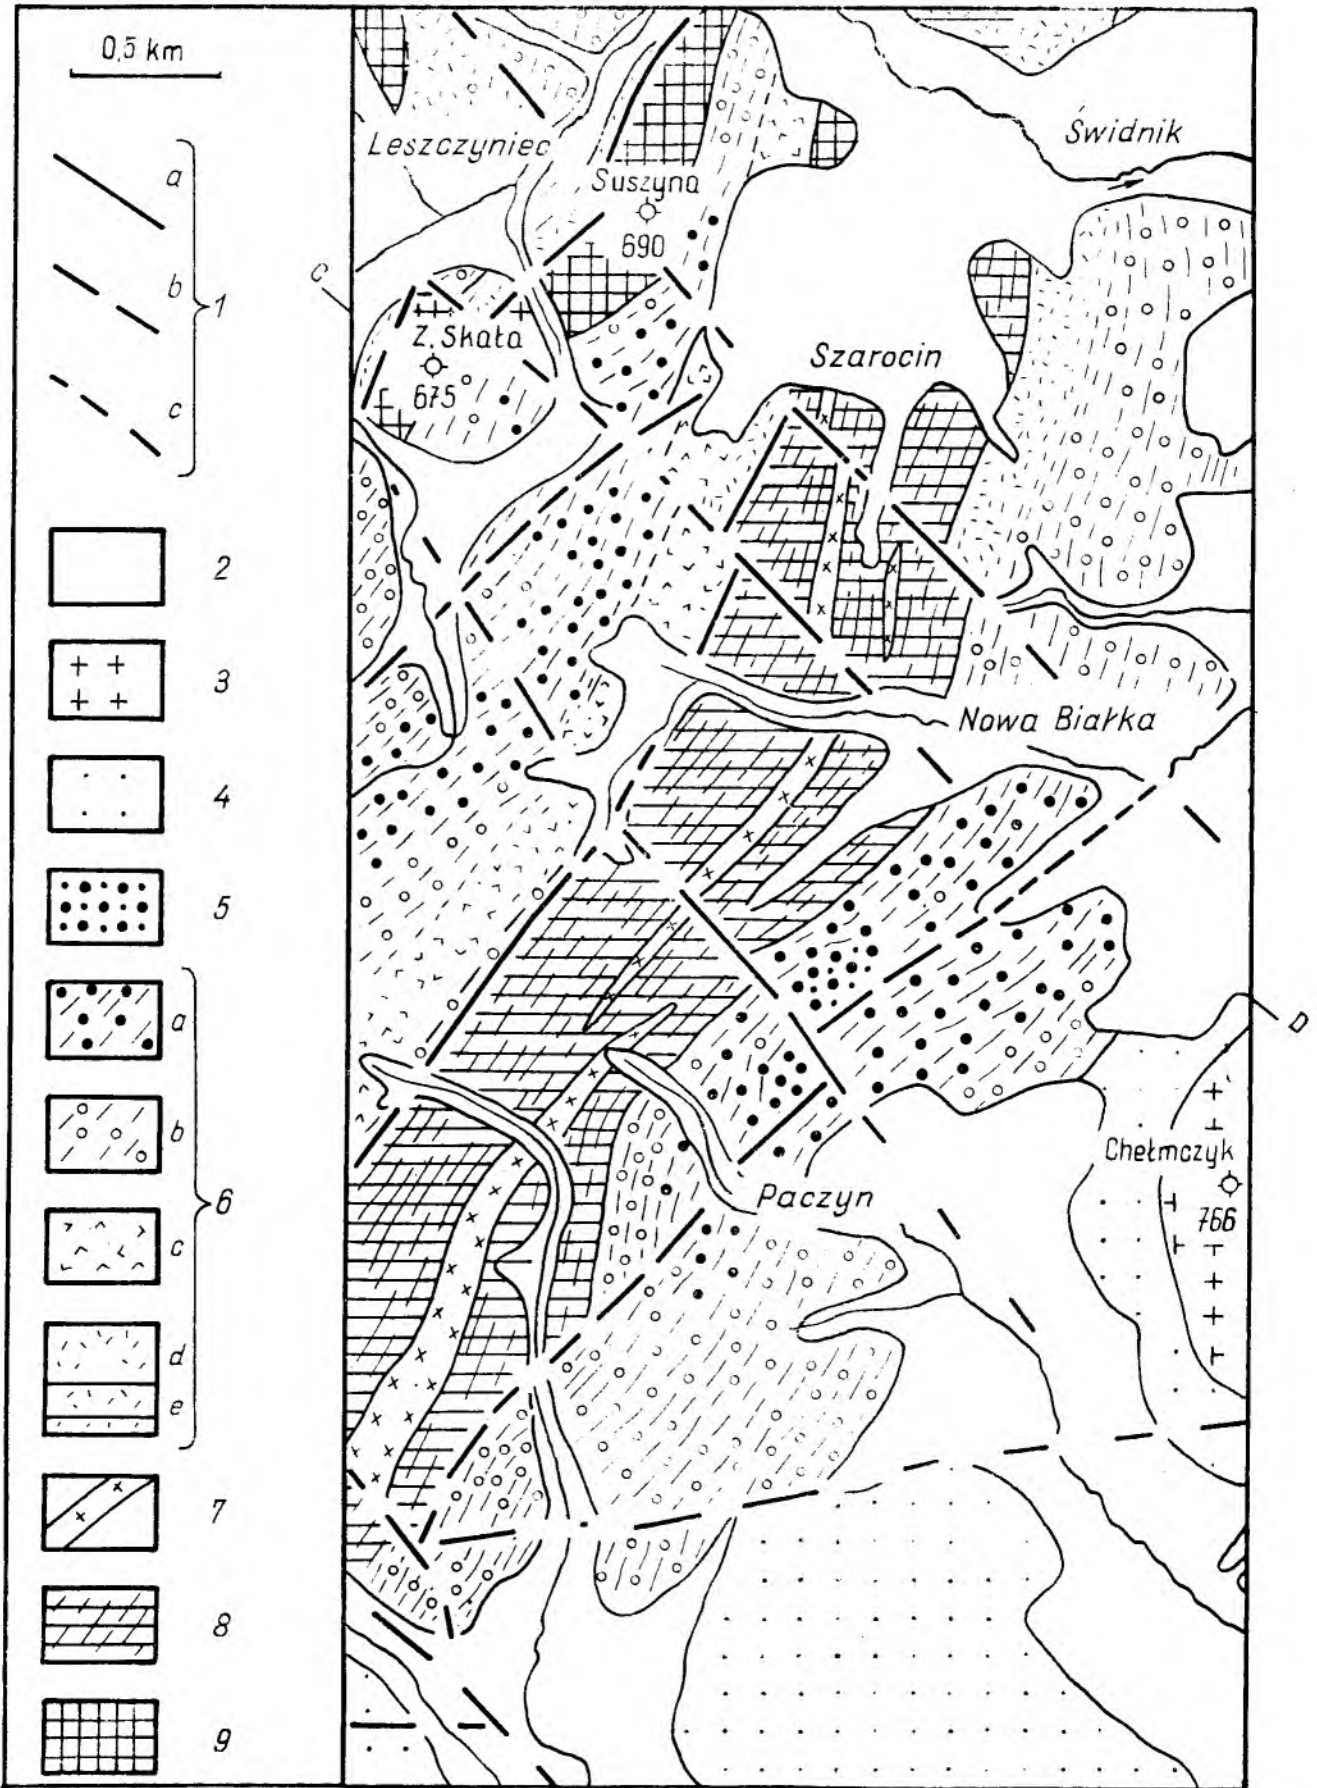 0,5 km
a
b
c
1
2
3
4
5
a
b
c
d
e
6
7
8
9
Leszczyniec
Świdnik
Suszyna
690
C
Z. Skała
675
Szarocin
Nowa Białka
D
Chełmczyk
766
Paczyn